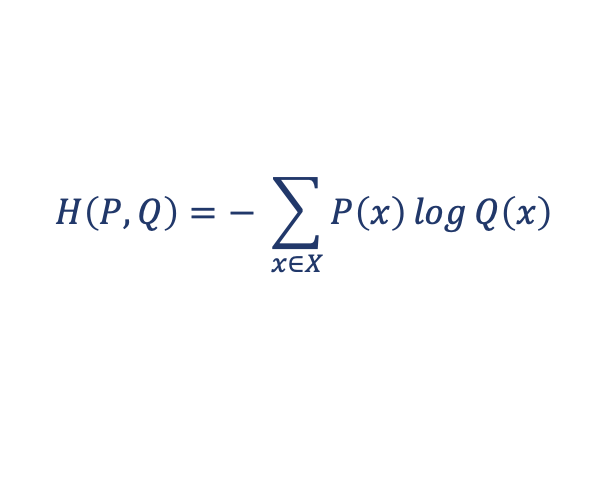 H(P, Q) = − ∑ P(x) log Q(x)
x∈X